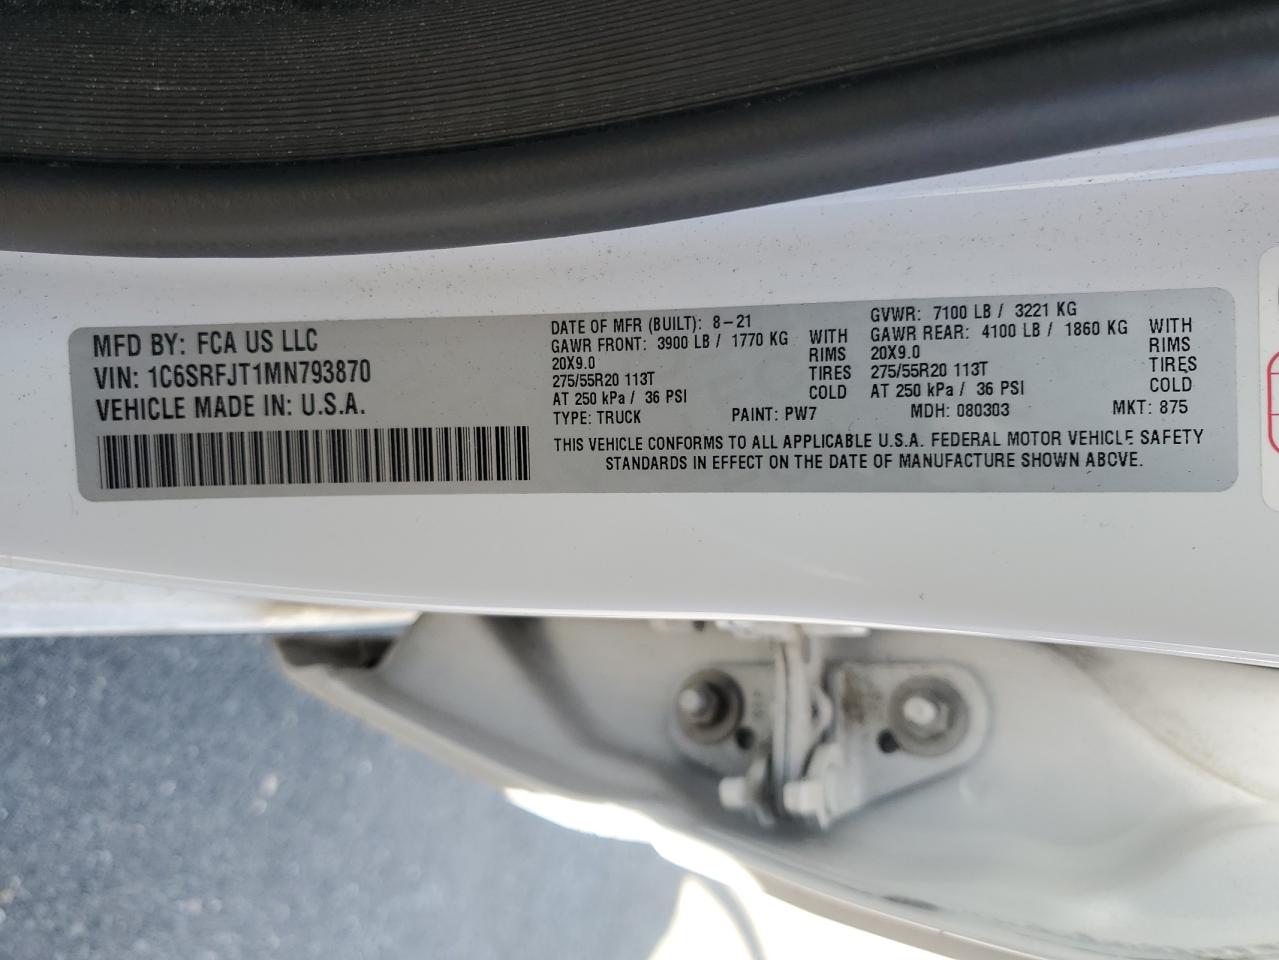 MFD BY: FCA US LLC
VIN: 1C6SRFJT1MN793870
VEHICLE MADE IN: U.S.A.
DATE OF MFR (BUILT): 8-21
GAWR FRONT: 3900 LB / 1770 KG WITH
20X9.0 RIMS
275/55R20 113T TIRES
AT 250 kPa / 36 PSI COLD
GVWR: 7100 LB / 3221 KG
GAWR REAR: 4100 LB / 1860 KG WITH
20X9.0 RIMS
275/55R20 113T TIRES
AT 250 kPa / 36 PSI COLD
TYPE: TRUCK PAINT: PW7 MDH: 080303 MKT: 875
THIS VEHICLE CONFORMS TO ALL APPLICABLE U.S.A. FEDERAL MOTOR VEHICLE SAFETY
STANDARDS IN EFFECT ON THE DATE OF MANUFACTURE SHOWN ABOVE.